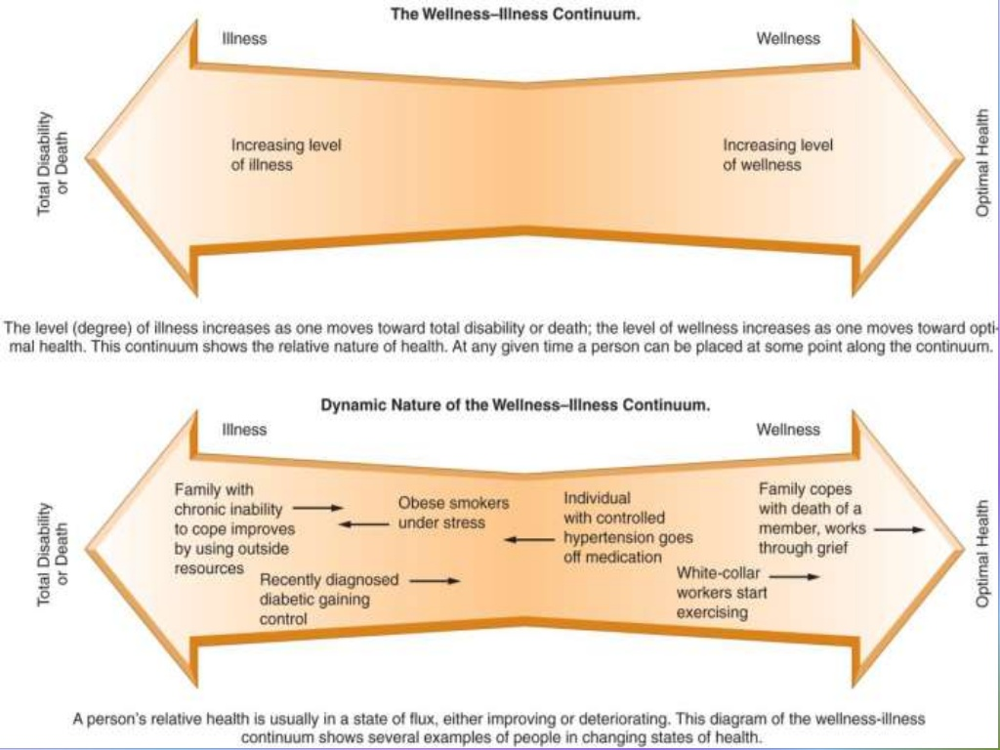 The Wellness–Illness Continuum.
Illness
Wellness
Total Disability
or Death
Increasing level
of illness
Increasing level
of wellness
Optimal Health
The level (degree) of illness increases as one moves toward total disability or death; the level of wellness increases as one moves toward opti-
mal health. This continuum shows the relative nature of health. At any given time a person can be placed at some point along the continuum.
Dynamic Nature of the Wellness–Illness Continuum.
Illness
Wellness
Total Disability
or Death
Family with
chronic inability
to cope improves
by using outside
resources
Obese smokers
under stress
Individual
with controlled
hypertension goes
off medication
Family copes
with death of a
member, works
through grief
Recently diagnosed
diabetic gaining
control
White-collar
workers start
exercising
Optimal Health
A person's relative health is usually in a state of flux, either improving or deteriorating. This diagram of the wellness-illness
continuum shows several examples of people in changing states of health.